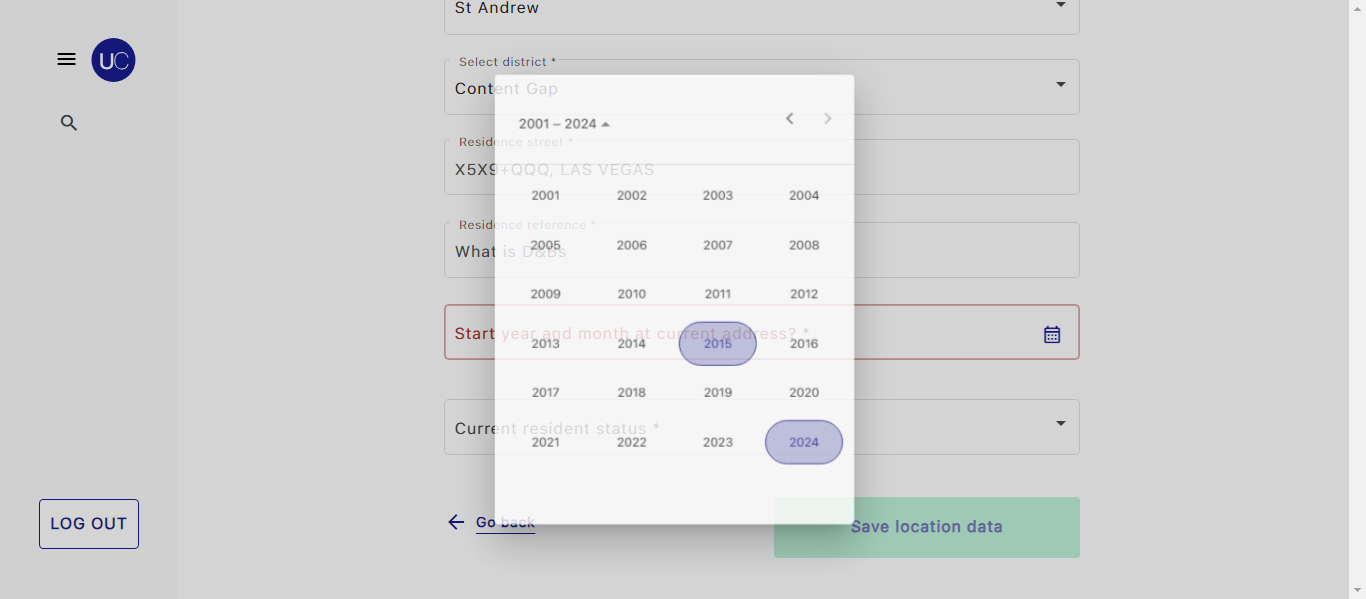 St Andrew
UC
Select district *
Content Gap
2001 – 2024
Residence street *
X5X9+QQQ, LAS VEGAS
2001 2002 2003 2004
Residence reference *
2005 2006 2007 2008
What is D&Bs
2009 2010 2011 2012
Start year and month at current address? *
2013 2014 2015 2016
2017 2018 2019 2020
Current resident status *
2021 2022 2023 2024
LOG OUT
Go back
Save location data